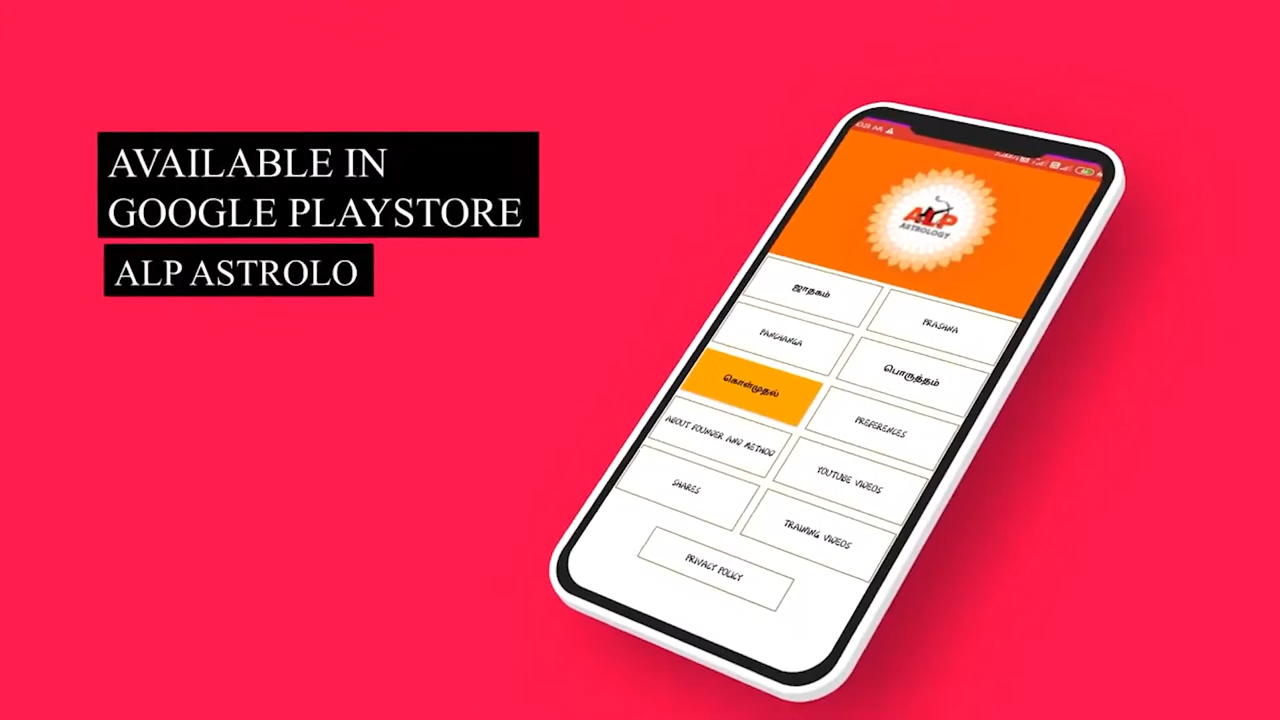 AVAILABLE IN
GOOGLE PLAYSTORE
ALP ASTROLO
ALP
ASTROLOGY
ஜாதகம்
PRASHNA
PANCHANGA
பொருத்தம்
கொள்முதல்
PREFERENCES
ABOUT FOUNDER AND METHOD
YOUTUBE VIDEOS
SHARES
TRAINING VIDEOS
PRIVACY POLICY